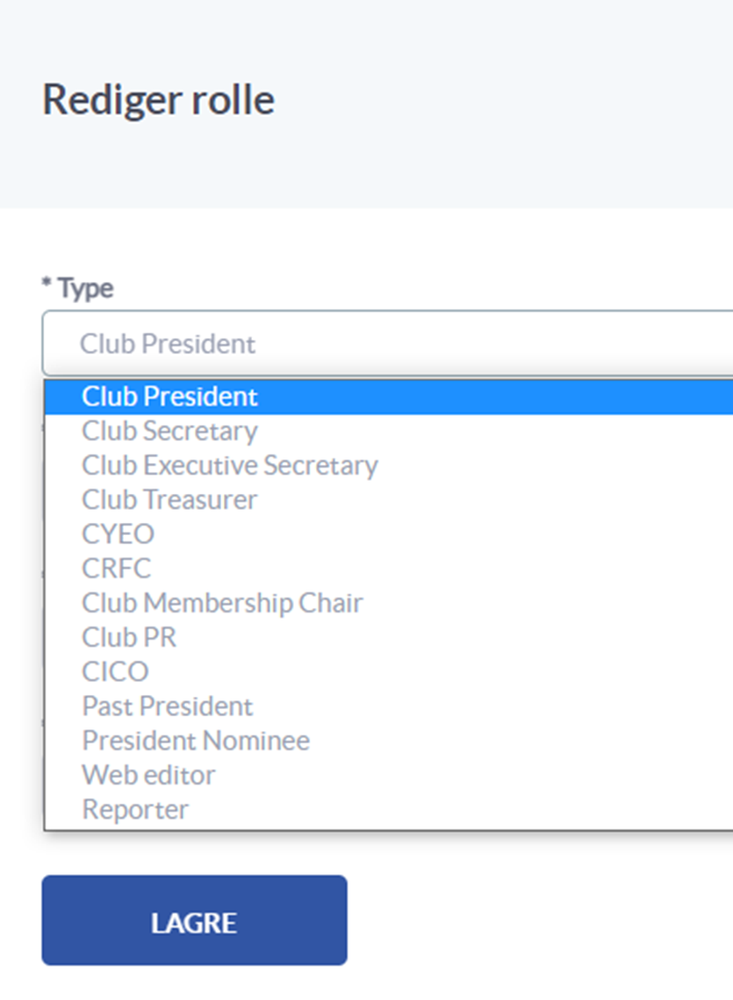 Rediger rolle
* Type
Club President
Club President
Club Secretary
Club Executive Secretary
Club Treasurer
CYEO
CRFC
Club Membership Chair
Club PR
CICO
Past President
President Nominee
Web editor
Reporter
LAGRE